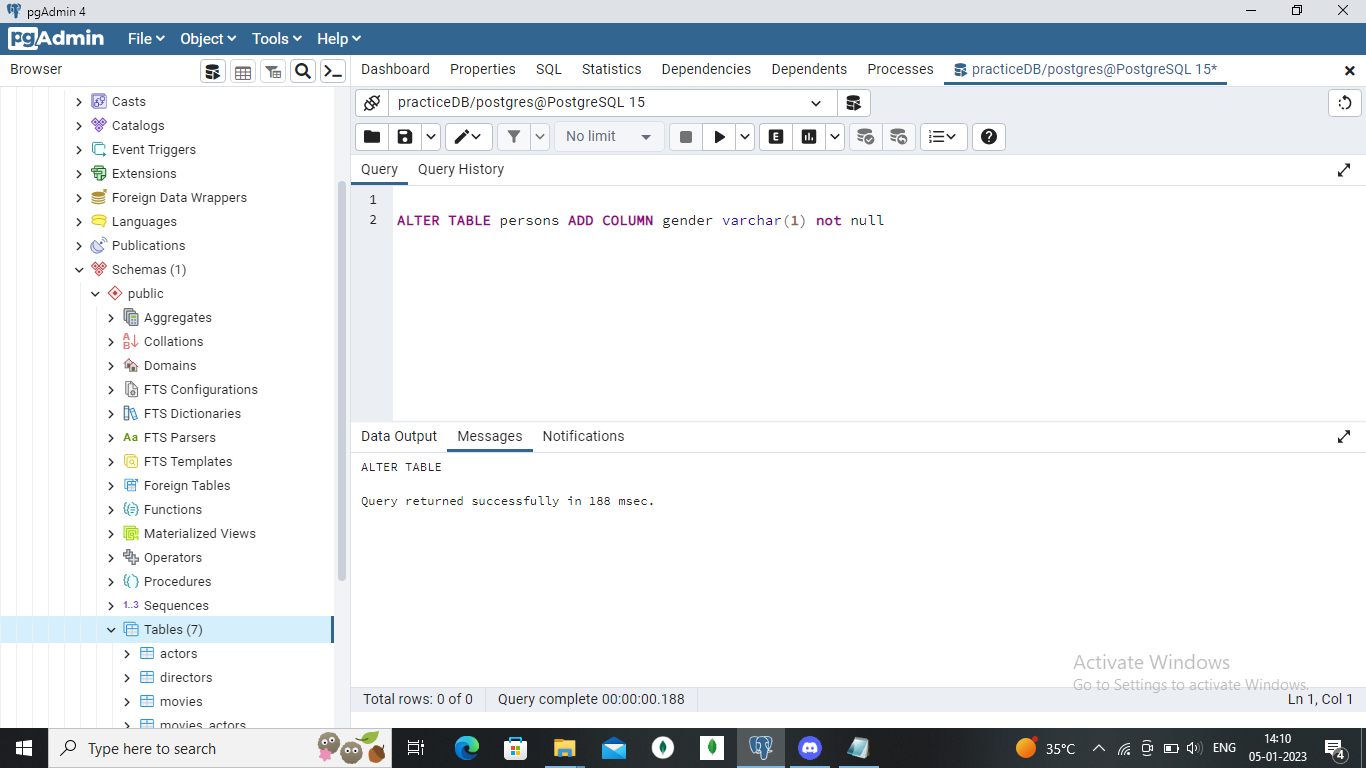 pgAdmin 4
pgAdmin File Object Tools Help
Browser
Dashboard Properties SQL Statistics Dependencies Dependents Processes practiceDB/postgres@PostgreSQL 15*
practiceDB/postgres@PostgreSQL 15
No limit
E
Query Query History
1
2 ALTER TABLE persons ADD COLUMN gender varchar(1) not null
Casts
Catalogs
Event Triggers
Extensions
Foreign Data Wrappers
Languages
Publications
Schemas (1)
public
Aggregates
Collations
Domains
FTS Configurations
FTS Dictionaries
Aa FTS Parsers
FTS Templates
Foreign Tables
Functions
Materialized Views
Operators
Procedures
1..3 Sequences
Tables (7)
actors
directors
movies
movies_actors
Data Output Messages Notifications
ALTER TABLE
Query returned successfully in 188 msec.
Activate Windows
Go to Settings to activate Windows.
Total rows: 0 of 0 Query complete 00:00:00.188 Ln 1, Col 1
Type here to search
35°C ENG 14:10
05-01-2023
4